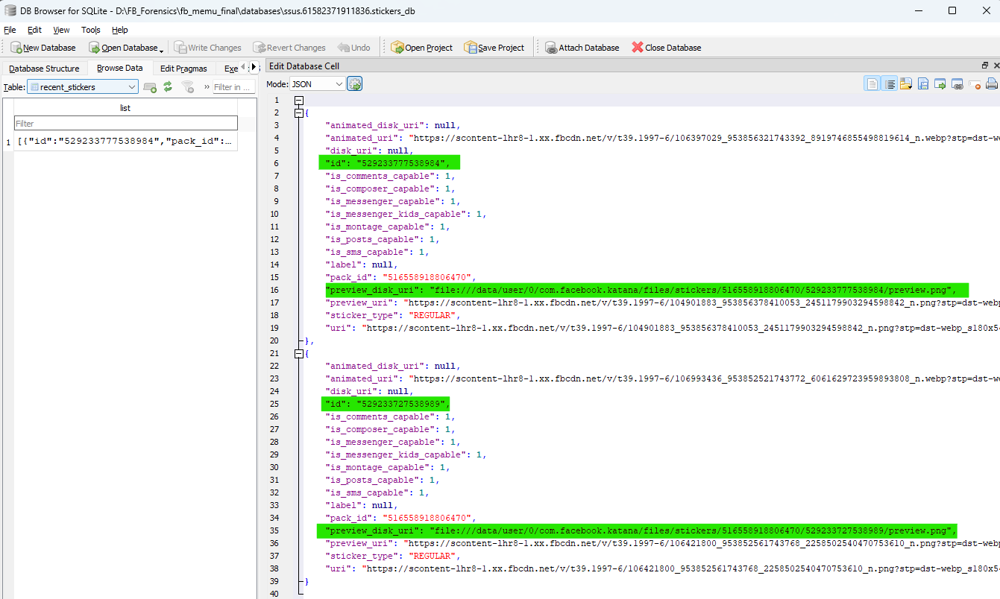 DB Browser for SQLite - D:\FB_Forensics\fb_memu_final\databases\ssus.61582371911836.stickers_db
File Edit View Tools Help
New Database Open Database Write Changes Revert Changes Undo Open Project Save Project Attach Database Close Database
Database Structure Browse Data Edit Pragmas Exe
Table: recent_stickers » Filter in ...
list
Filter
1 [{"id":"529233777538984","pack_id":…
Edit Database Cell
Mode: JSON
1
2 {
3 "animated_disk_uri": null,
4 "animated_uri": "https://scontent-lhr8-1.xx.fbcdn.net/v/t39.1997-6/106397029_953856321743392_8919746855498819614_n.webp?stp=dst-w
5 "disk_uri": null,
6 "id": "529233777538984",
7 "is_comments_capable": 1,
8 "is_composer_capable": 1,
9 "is_messenger_capable": 1,
10 "is_messenger_kids_capable": 1,
11 "is_montage_capable": 1,
12 "is_posts_capable": 1,
13 "is_sms_capable": 1,
14 "label": null,
15 "pack_id": "516558918806470",
16 "preview_disk_uri": "file:///data/user/0/com.facebook.katana/files/stickers/516558918806470/529233777538984/preview.png",
17 "preview_uri": "https://scontent-lhr8-1.xx.fbcdn.net/v/t39.1997-6/104901883_953856378410053_2451179903294598842_n.png?stp=dst-webp
18 "sticker_type": "REGULAR",
19 "uri": "https://scontent-lhr8-1.xx.fbcdn.net/v/t39.1997-6/104901883_953856378410053_2451179903294598842_n.png?stp=dst-webp_s180x5
20 },
21 {
22 "animated_disk_uri": null,
23 "animated_uri": "https://scontent-lhr8-1.xx.fbcdn.net/v/t39.1997-6/106993436_953852521743772_6061629723959893808_n.webp?stp=dst-w
24 "disk_uri": null,
25 "id": "529233727538989",
26 "is_comments_capable": 1,
27 "is_composer_capable": 1,
28 "is_messenger_capable": 1,
29 "is_messenger_kids_capable": 1,
30 "is_montage_capable": 1,
31 "is_posts_capable": 1,
32 "is_sms_capable": 1,
33 "label": null,
34 "pack_id": "516558918806470",
35 "preview_disk_uri": "file:///data/user/0/com.facebook.katana/files/stickers/516558918806470/529233727538989/preview.png",
36 "preview_uri": "https://scontent-lhr8-1.xx.fbcdn.net/v/t39.1997-6/106421800_953852561743768_2258502540470753610_n.png?stp=dst-webp
37 "sticker_type": "REGULAR",
38 "uri": "https://scontent-lhr8-1.xx.fbcdn.net/v/t39.1997-6/106421800_953852561743768_2258502540470753610_n.png?stp=dst-webp_s180x5
39 }
40